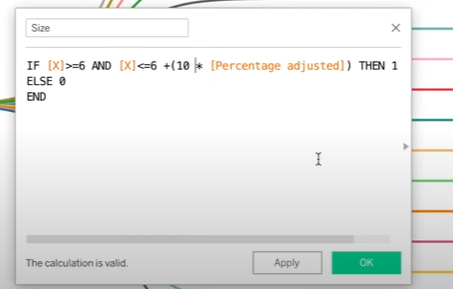 Size
IF [X]>=6 AND [X]<=6 +(10 * [Percentage adjusted]) THEN 1
ELSE 0
END
The calculation is valid.
Apply
OK